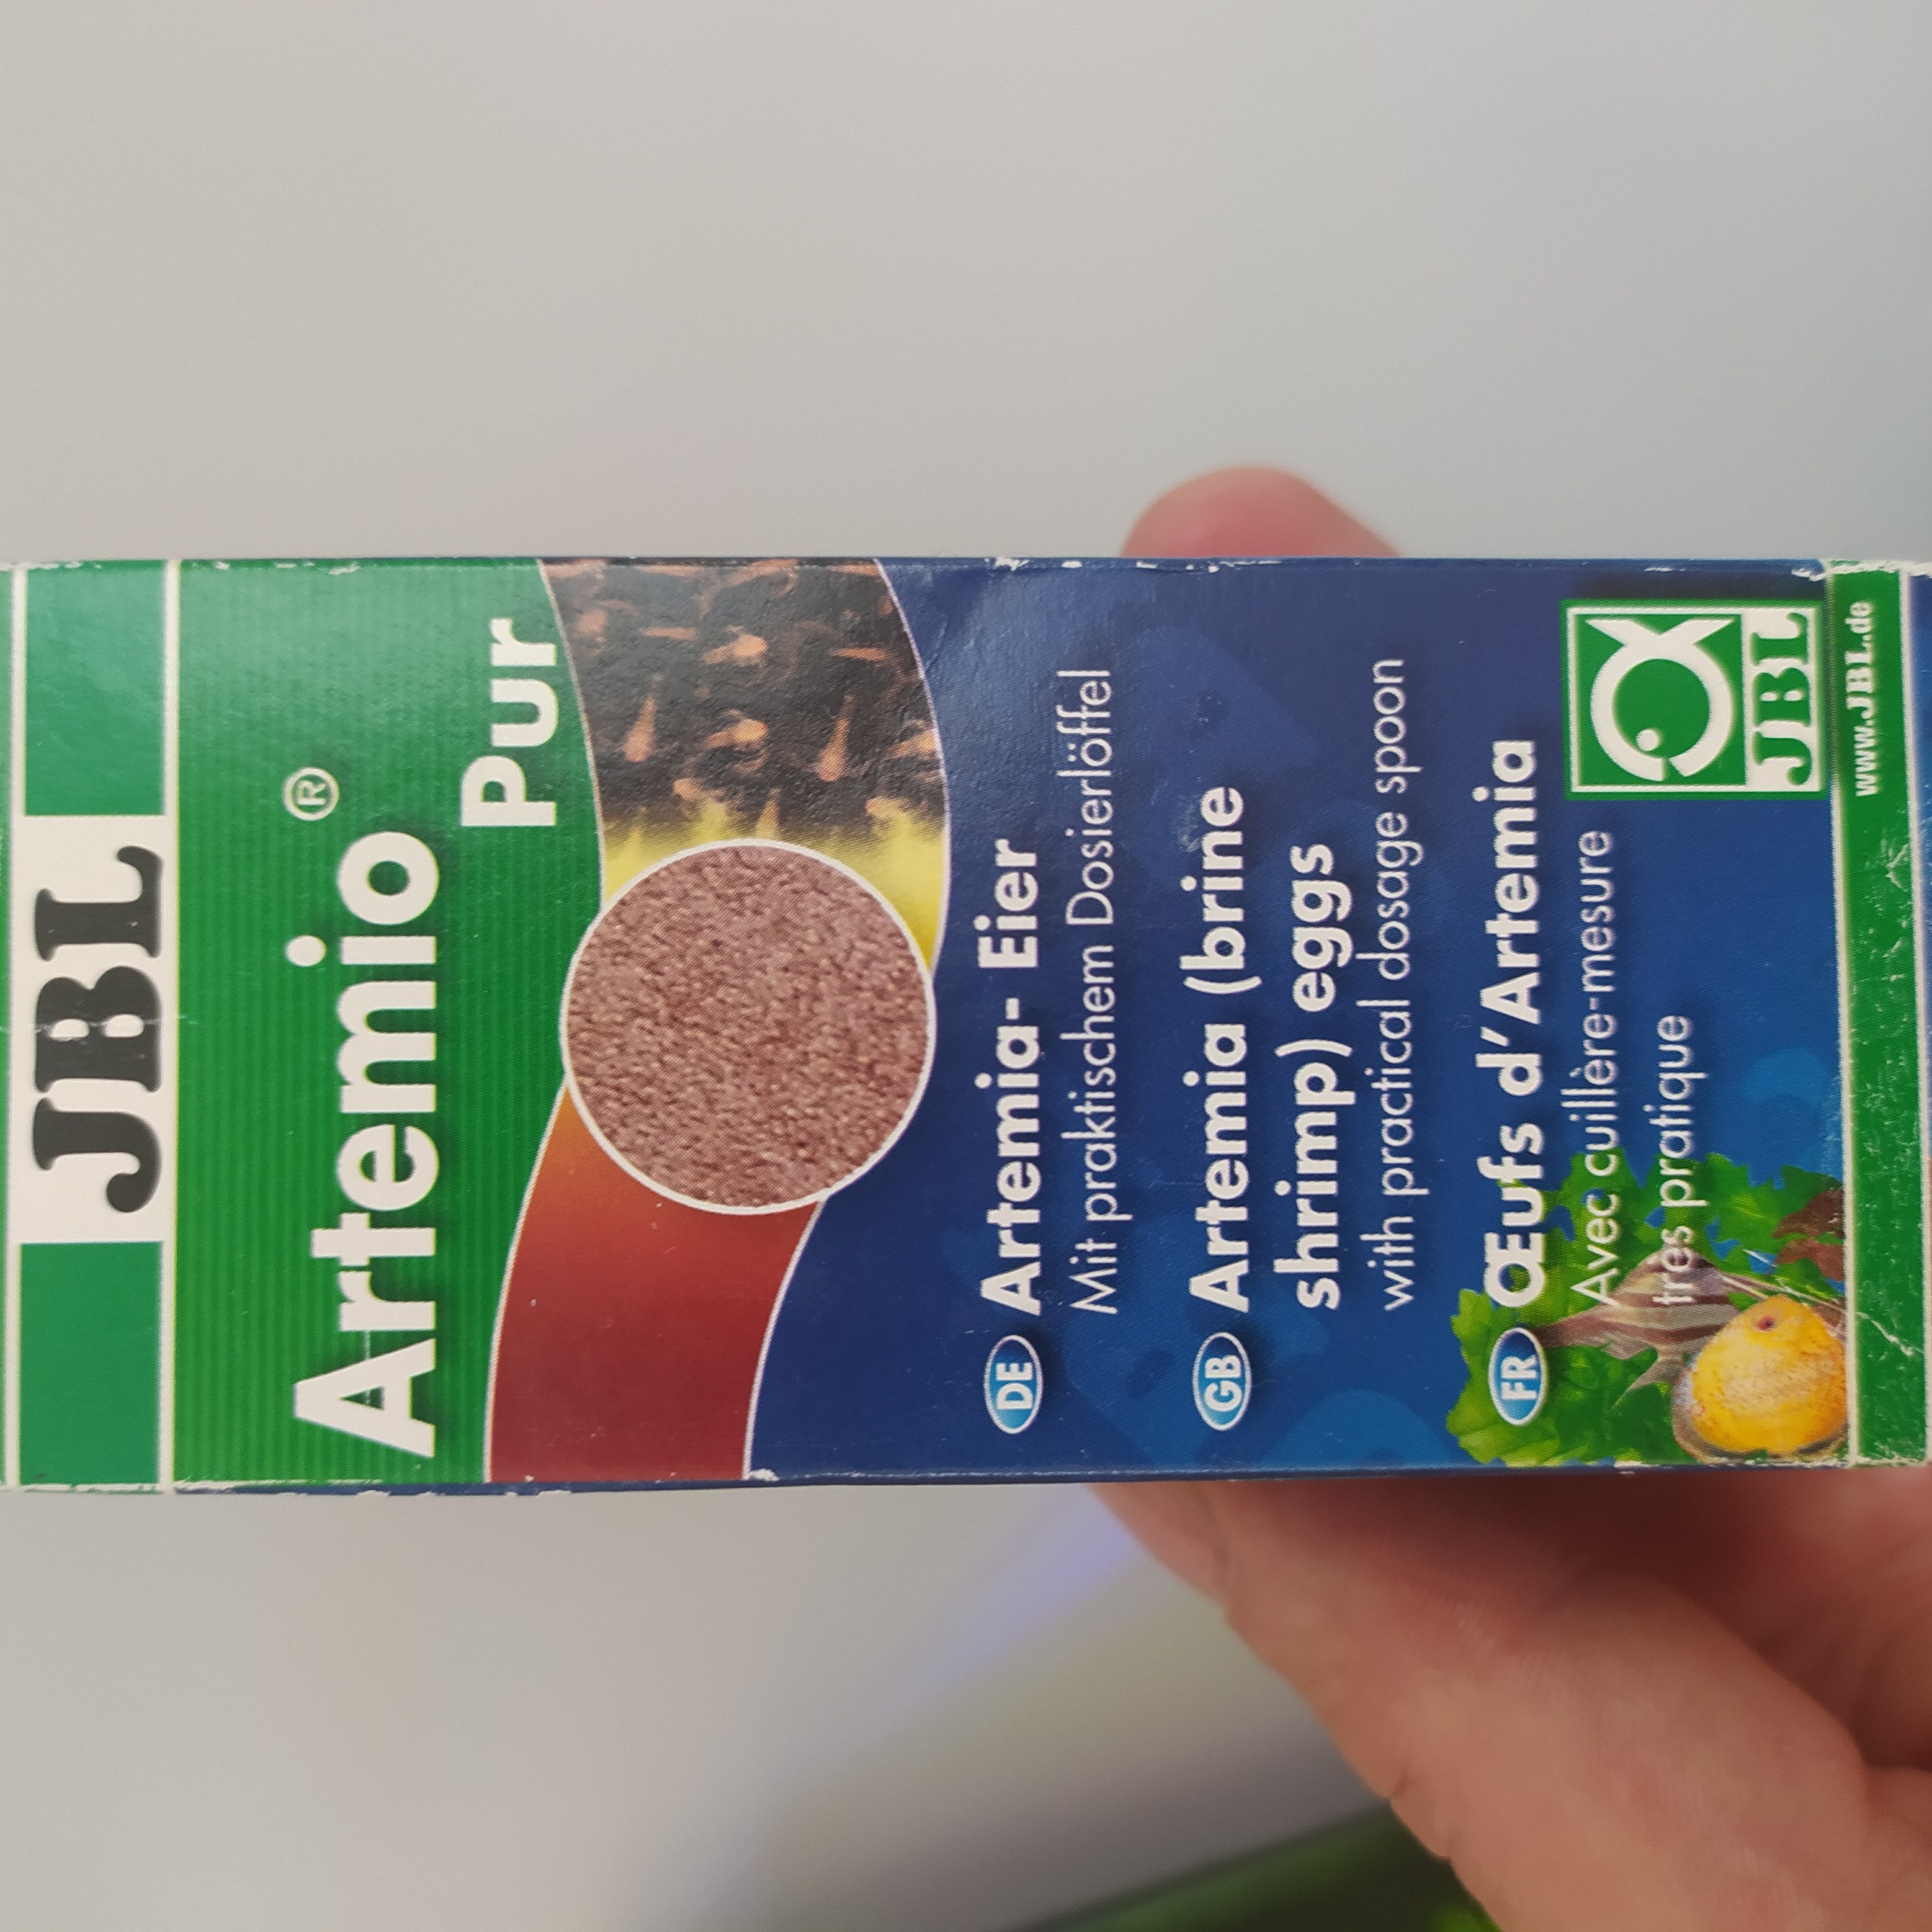 JBL
Artemio®
Pur
DE Artemia- Eier
Mit praktischem Dosierlöffel
GB Artemia (brine
shrimp) eggs
with practical dosage spoon
FR Œufs d'Artemia
Avec cuillère-mesure
très pratique
JBL
www.JBL.de